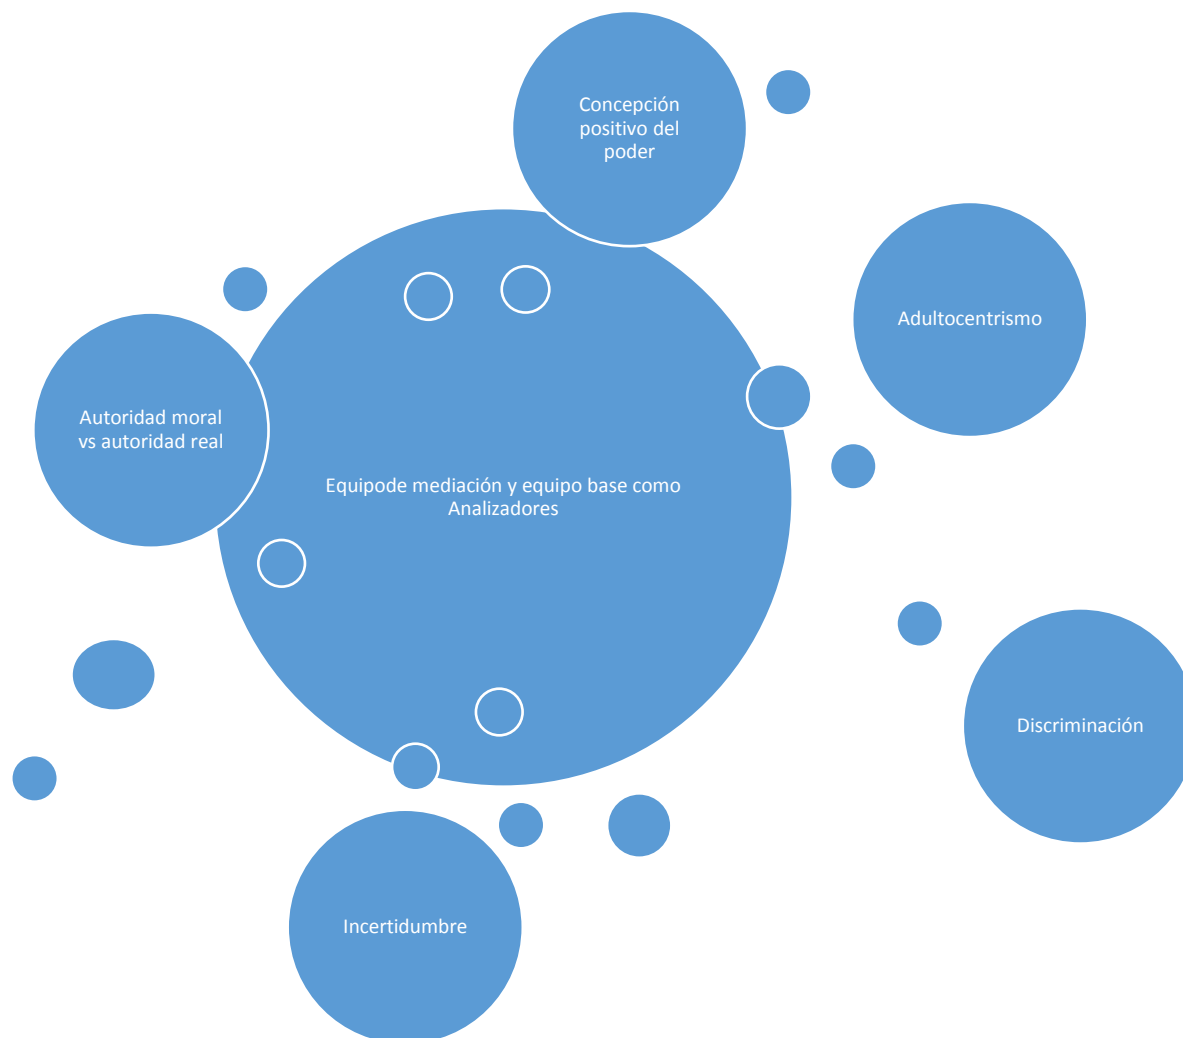 Concepción
positivo del
poder
Adultocentrismo
Autoridad moral
vs autoridad real
Equipode mediación y equipo base como
Analizadores
Discriminación
Incertidumbre